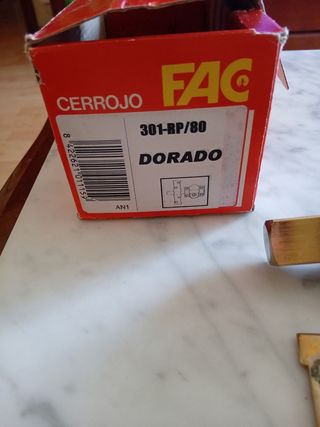 CERROJO FAC
301-RP/80
DORADO
AN1